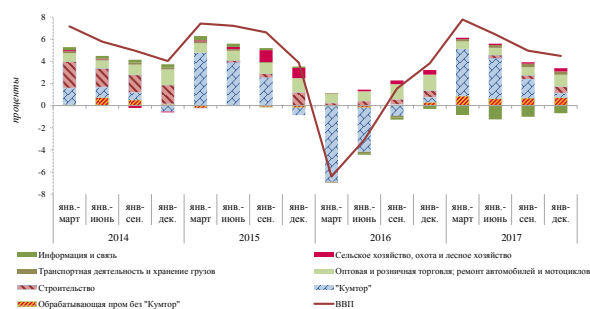 проценты
8
6
4
2
0
-2
-4
-6
-8
янв.-март янв.-июнь янв.-сен. янв-дек. янв.-март янв.-июнь янв-сен. янв-дек. янв.-март янв.-июнь янв-сен. янв-дек. янв.-март янв.-июнь янв-сен. янв-дек.
2014 2015 2016 2017
Информация и связь
Сельское хозяйство, охота и лесное хозяйство
Транспортная деятельность и хранение грузов
Оптовая и розничная торговля; ремонт автомобилей и мотоциклов
Строительство
"Кумтор"
Обрабатывающая пром без "Кумтор"
ВВП